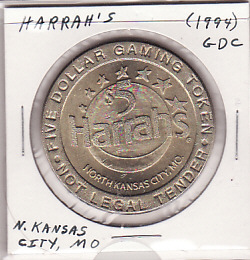 HARRAH'S
(1994)
GDC
FIVE DOLLAR GAMING TOKEN
$5
Harrah's
NORTH KANSAS CITY, MO
• NOT LEGAL TENDER •
N. KANSAS
CITY, MO